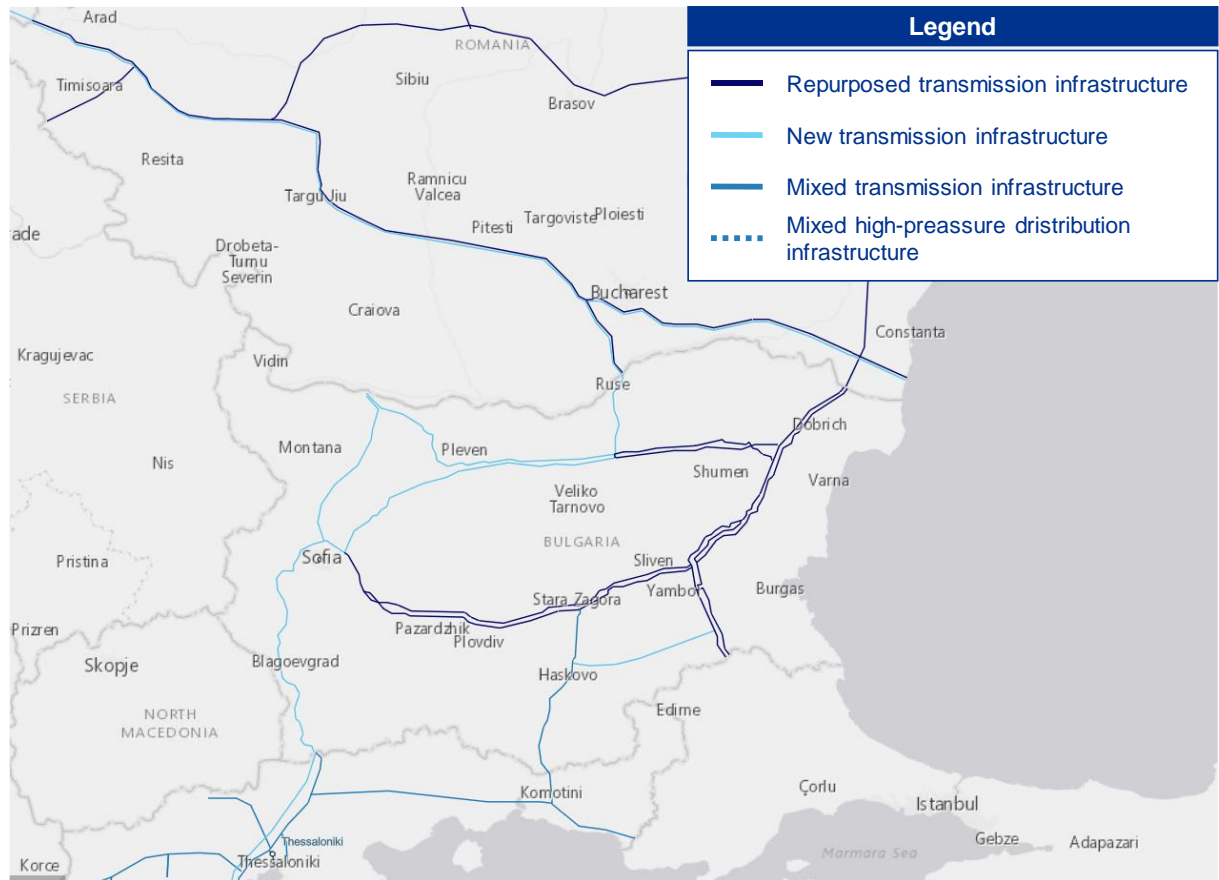 Arad
Legend
ROMANIA
Timisoara
Sibiu
Brasov
Repurposed transmission infrastructure
New transmission infrastructure
Resita
Ramnicu
Valcea
Mixed transmission infrastructure
Targu Jiu
Targoviste
Ploiesti
Pitesti
Mixed high-preassure dristribution
infrastructure
ade
Drobeta-
Turnu
Severin
Bucharest
Craiova
Constanta
Kragujevac
Vidin
Ruse
SERBIA
Dobrich
Montana
Pleven
Nis
Shumen
Varna
Veliko
Tarnovo
BULGARIA
Pristina
Sofia
Sliven
Yambol
Burgas
Stara Zagora
Prizren
Pazardzhik
Plovdiv
Skopje
Blagoevgrad
Haskovo
NORTH
MACEDONIA
Edirne
Komotini
Çorlu
Istanbul
Thessaloniki
Gebze
Adapazari
Marmara Sea
Thessaloniki
Korce